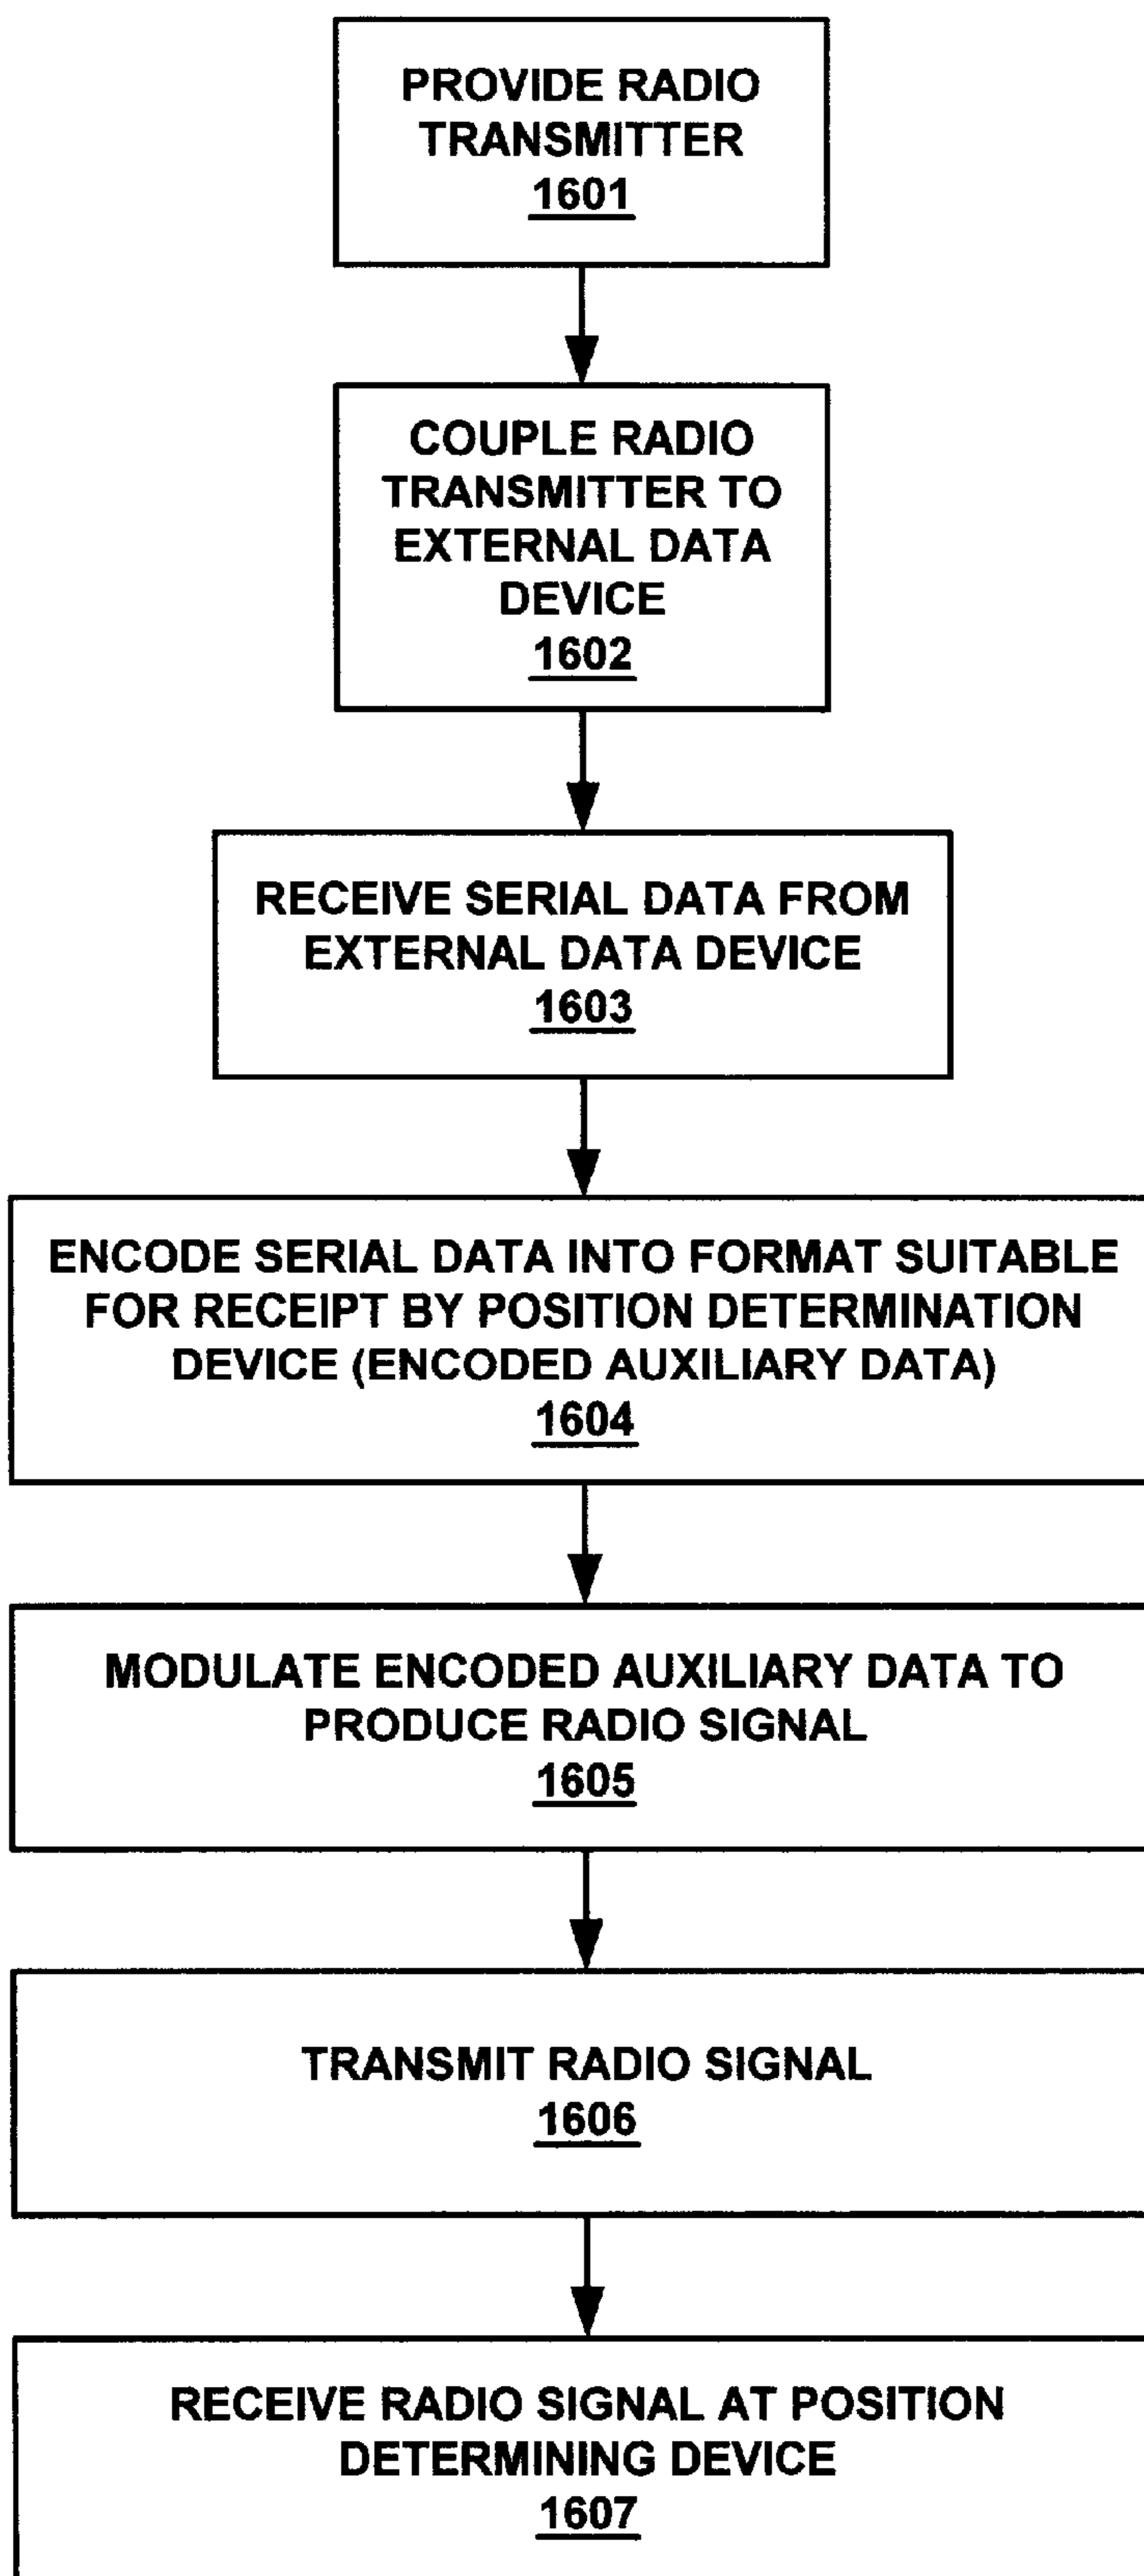 PROVIDE RADIO
TRANSMITTER
1601
COUPLE RADIO
TRANSMITTER TO
EXTERNAL DATA
DEVICE
1602
RECEIVE SERIAL DATA FROM
EXTERNAL DATA DEVICE
1603
ENCODE SERIAL DATA INTO FORMAT SUITABLE
FOR RECEIPT BY POSITION DETERMINATION
DEVICE (ENCODED AUXILIARY DATA)
1604
MODULATE ENCODED AUXILIARY DATA TO
PRODUCE RADIO SIGNAL
1605
TRANSMIT RADIO SIGNAL
1606
RECEIVE RADIO SIGNAL AT POSITION
DETERMINING DEVICE
1607